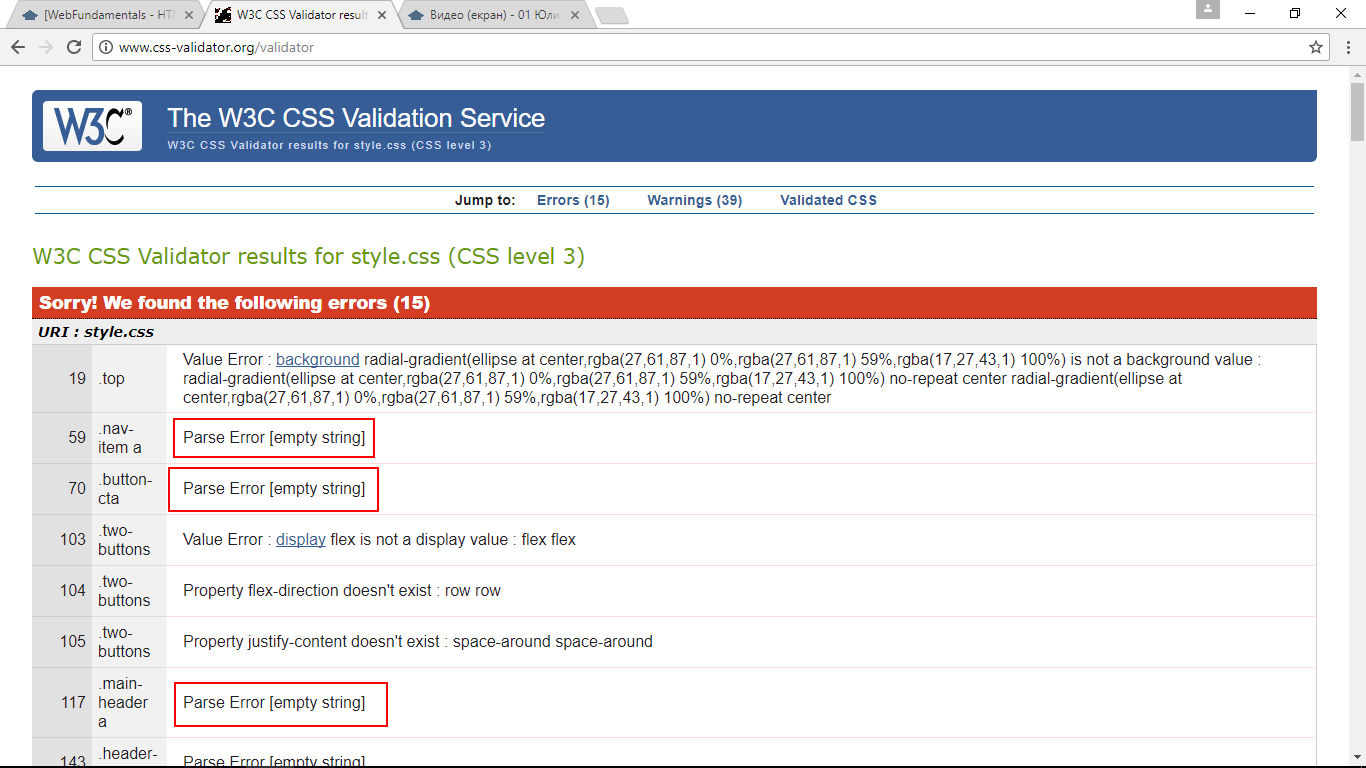 [WebFundamentals - HT
W3C CSS Validator result
Видео (екран) - 01 Юли
www.css-validator.org/validator
W3C®
The W3C CSS Validation Service
W3C CSS Validator results for style.css (CSS level 3)
Jump to: Errors (15) Warnings (39) Validated CSS
W3C CSS Validator results for style.css (CSS level 3)
Sorry! We found the following errors (15)
URI : style.css
19 .top Value Error : background radial-gradient(ellipse at center,rgba(27,61,87,1) 0%,rgba(27,61,87,1) 59%,rgba(17,27,43,1) 100%) is not a background value :
radial-gradient(ellipse at center,rgba(27,61,87,1) 0%,rgba(27,61,87,1) 59%,rgba(17,27,43,1) 100%) no-repeat center radial-gradient(ellipse at
center,rgba(27,61,87,1) 0%,rgba(27,61,87,1) 59%,rgba(17,27,43,1) 100%) no-repeat center
59 .nav-
item a
Parse Error [empty string]
70 .button-
cta
Parse Error [empty string]
103 .two-
buttons
Value Error : display flex is not a display value : flex flex
104 .two-
buttons
Property flex-direction doesn't exist : row row
105 .two-
buttons
Property justify-content doesn't exist : space-around space-around
117 .main-
header
a
Parse Error [empty string]
143 .header-
Parse Error [empty string]